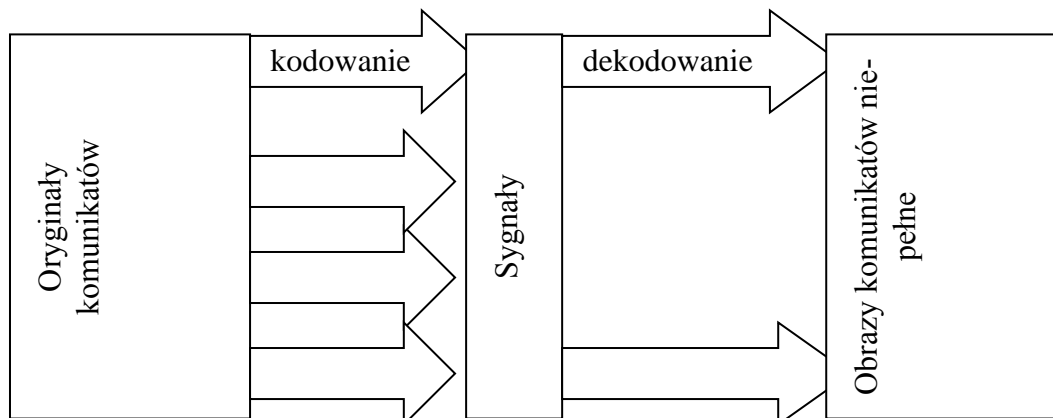 Oryginały
komunikatów
kodowanie
Sygnały
dekodowanie
Obrazy komunikatów nie-
pełne